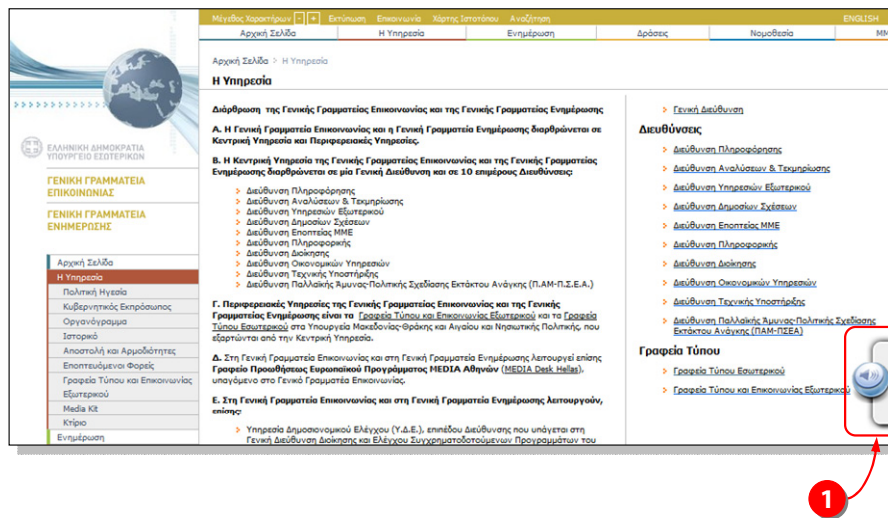 Μέγεθος Χαρακτήρων - + Εκτύπωση Επικοινωνία Χάρτης Ιστοτόπου Αναζήτηση ENGLISH
Αρχική Σελίδα Η Υπηρεσία Ενημέρωση Δράσεις Νομοθεσία ΜΜ
ΕΛΛΗΝΙΚΗ ΔΗΜΟΚΡΑΤΙΑ
ΥΠΟΥΡΓΕΙΟ ΕΣΩΤΕΡΙΚΩΝ
ΓΕΝΙΚΗ ΓΡΑΜΜΑΤΕΙΑ
ΕΠΙΚΟΙΝΩΝΙΑΣ
ΓΕΝΙΚΗ ΓΡΑΜΜΑΤΕΙΑ
ΕΝΗΜΕΡΩΣΗΣ
Αρχική Σελίδα
Η Υπηρεσία
Πολιτική Ηγεσία
Κυβερνητικός Εκπρόσωπος
Οργανόγραμμα
Ιστορικό
Αποστολή και Αρμοδιότητες
Εποπτευόμενοι Φορείς
Γραφεία Τύπου και Επικοινωνίας
Εξωτερικού
Media Kit
Κτίριο
Ενημέρωση
Αρχική Σελίδα > Η Υπηρεσία
Η Υπηρεσία
Διάρθρωση της Γενικής Γραμματείας Επικοινωνίας και της Γενικής Γραμματείας Ενημέρωσης
Α. Η Γενική Γραμματεία Επικοινωνίας και η Γενική Γραμματεία Ενημέρωσης διαρθρώνεται σε
Κεντρική Υπηρεσία και Περιφερειακές Υπηρεσίες.
Β. Η Κεντρική Υπηρεσία της Γενικής Γραμματείας Επικοινωνίας και της Γενικής Γραμματείας
Ενημέρωσης διαρθρώνεται σε μία Γενική Διεύθυνση και σε 10 επιμέρους Διευθύνσεις:
> Διεύθυνση Πληροφόρησης
> Διεύθυνση Αναλύσεων & Τεκμηρίωσης
> Διεύθυνση Υπηρεσιών Εξωτερικού
> Διεύθυνση Δημοσίων Σχέσεων
> Διεύθυνση Εποπτείας ΜΜΕ
> Διεύθυνση Πληροφορικής
> Διεύθυνση Διοίκησης
> Διεύθυνση Οικονομικών Υπηρεσιών
> Διεύθυνση Τεχνικής Υποστήριξης
> Διεύθυνση Παλλαϊκής Άμυνας-Πολιτικής Σχεδίασης Εκτάκτου Ανάγκης (Π.ΑΜ-Π.Σ.Ε.Α.)
Γ. Περιφερειακές Υπηρεσίες της Γενικής Γραμματείας Επικοινωνίας και της Γενικής
Γραμματείας Ενημέρωσης είναι τα Γραφεία Τύπου και Επικοινωνίας Εξωτερικού και τα Γραφεία
Τύπου Εσωτερικού στα Υπουργεία Μακεδονίας-Θράκης και Αιγαίου και Νησιωτικής Πολιτικής, που
εξαρτώνται από την Κεντρική Υπηρεσία.
Δ. Στη Γενική Γραμματεία Επικοινωνίας και στη Γενική Γραμματεία Ενημέρωσης λειτουργεί επίσης
Γραφείο Προωθήσεως Ευρωπαϊκού Προγράμματος MEDIA Αθηνών (MEDIA Desk Hellas),
υπαγόμενο στο Γενικό Γραμματέα Επικοινωνίας.
Ε. Στη Γενική Γραμματεία Επικοινωνίας και στη Γενική Γραμματεία Ενημέρωσης λειτουργούν,
επίσης:
> Υπηρεσία Δημοσιονομικού Ελέγχου (Υ.Δ.Ε.), επιπέδου Διεύθυνσης που υπάγεται στη
Γενική Διεύθυνση Διοίκησης και Ελέγχου Συγχρηματοδοτούμενων Προγραμμάτων του
> Γενική Διεύθυνση
Διευθύνσεις
> Διεύθυνση Πληροφόρησης
> Διεύθυνση Αναλύσεων & Τεκμηρίωσης
> Διεύθυνση Υπηρεσιών Εξωτερικού
> Διεύθυνση Δημοσίων Σχέσεων
> Διεύθυνση Εποπτείας ΜΜΕ
> Διεύθυνση Πληροφορικής
> Διεύθυνση Διοίκησης
> Διεύθυνση Οικονομικών Υπηρεσιών
> Διεύθυνση Τεχνικής Υποστήριξης
> Διεύθυνση Παλλαϊκής Άμυνας-Πολιτικής Σχεδίασης
Εκτάκτου Ανάγκης (ΠΑΜ-ΠΣΕΑ)
Γραφεία Τύπου
> Γραφεία Τύπου Εσωτερικού
> Γραφεία Τύπου και Επικοινωνίας Εξωτερικού
1